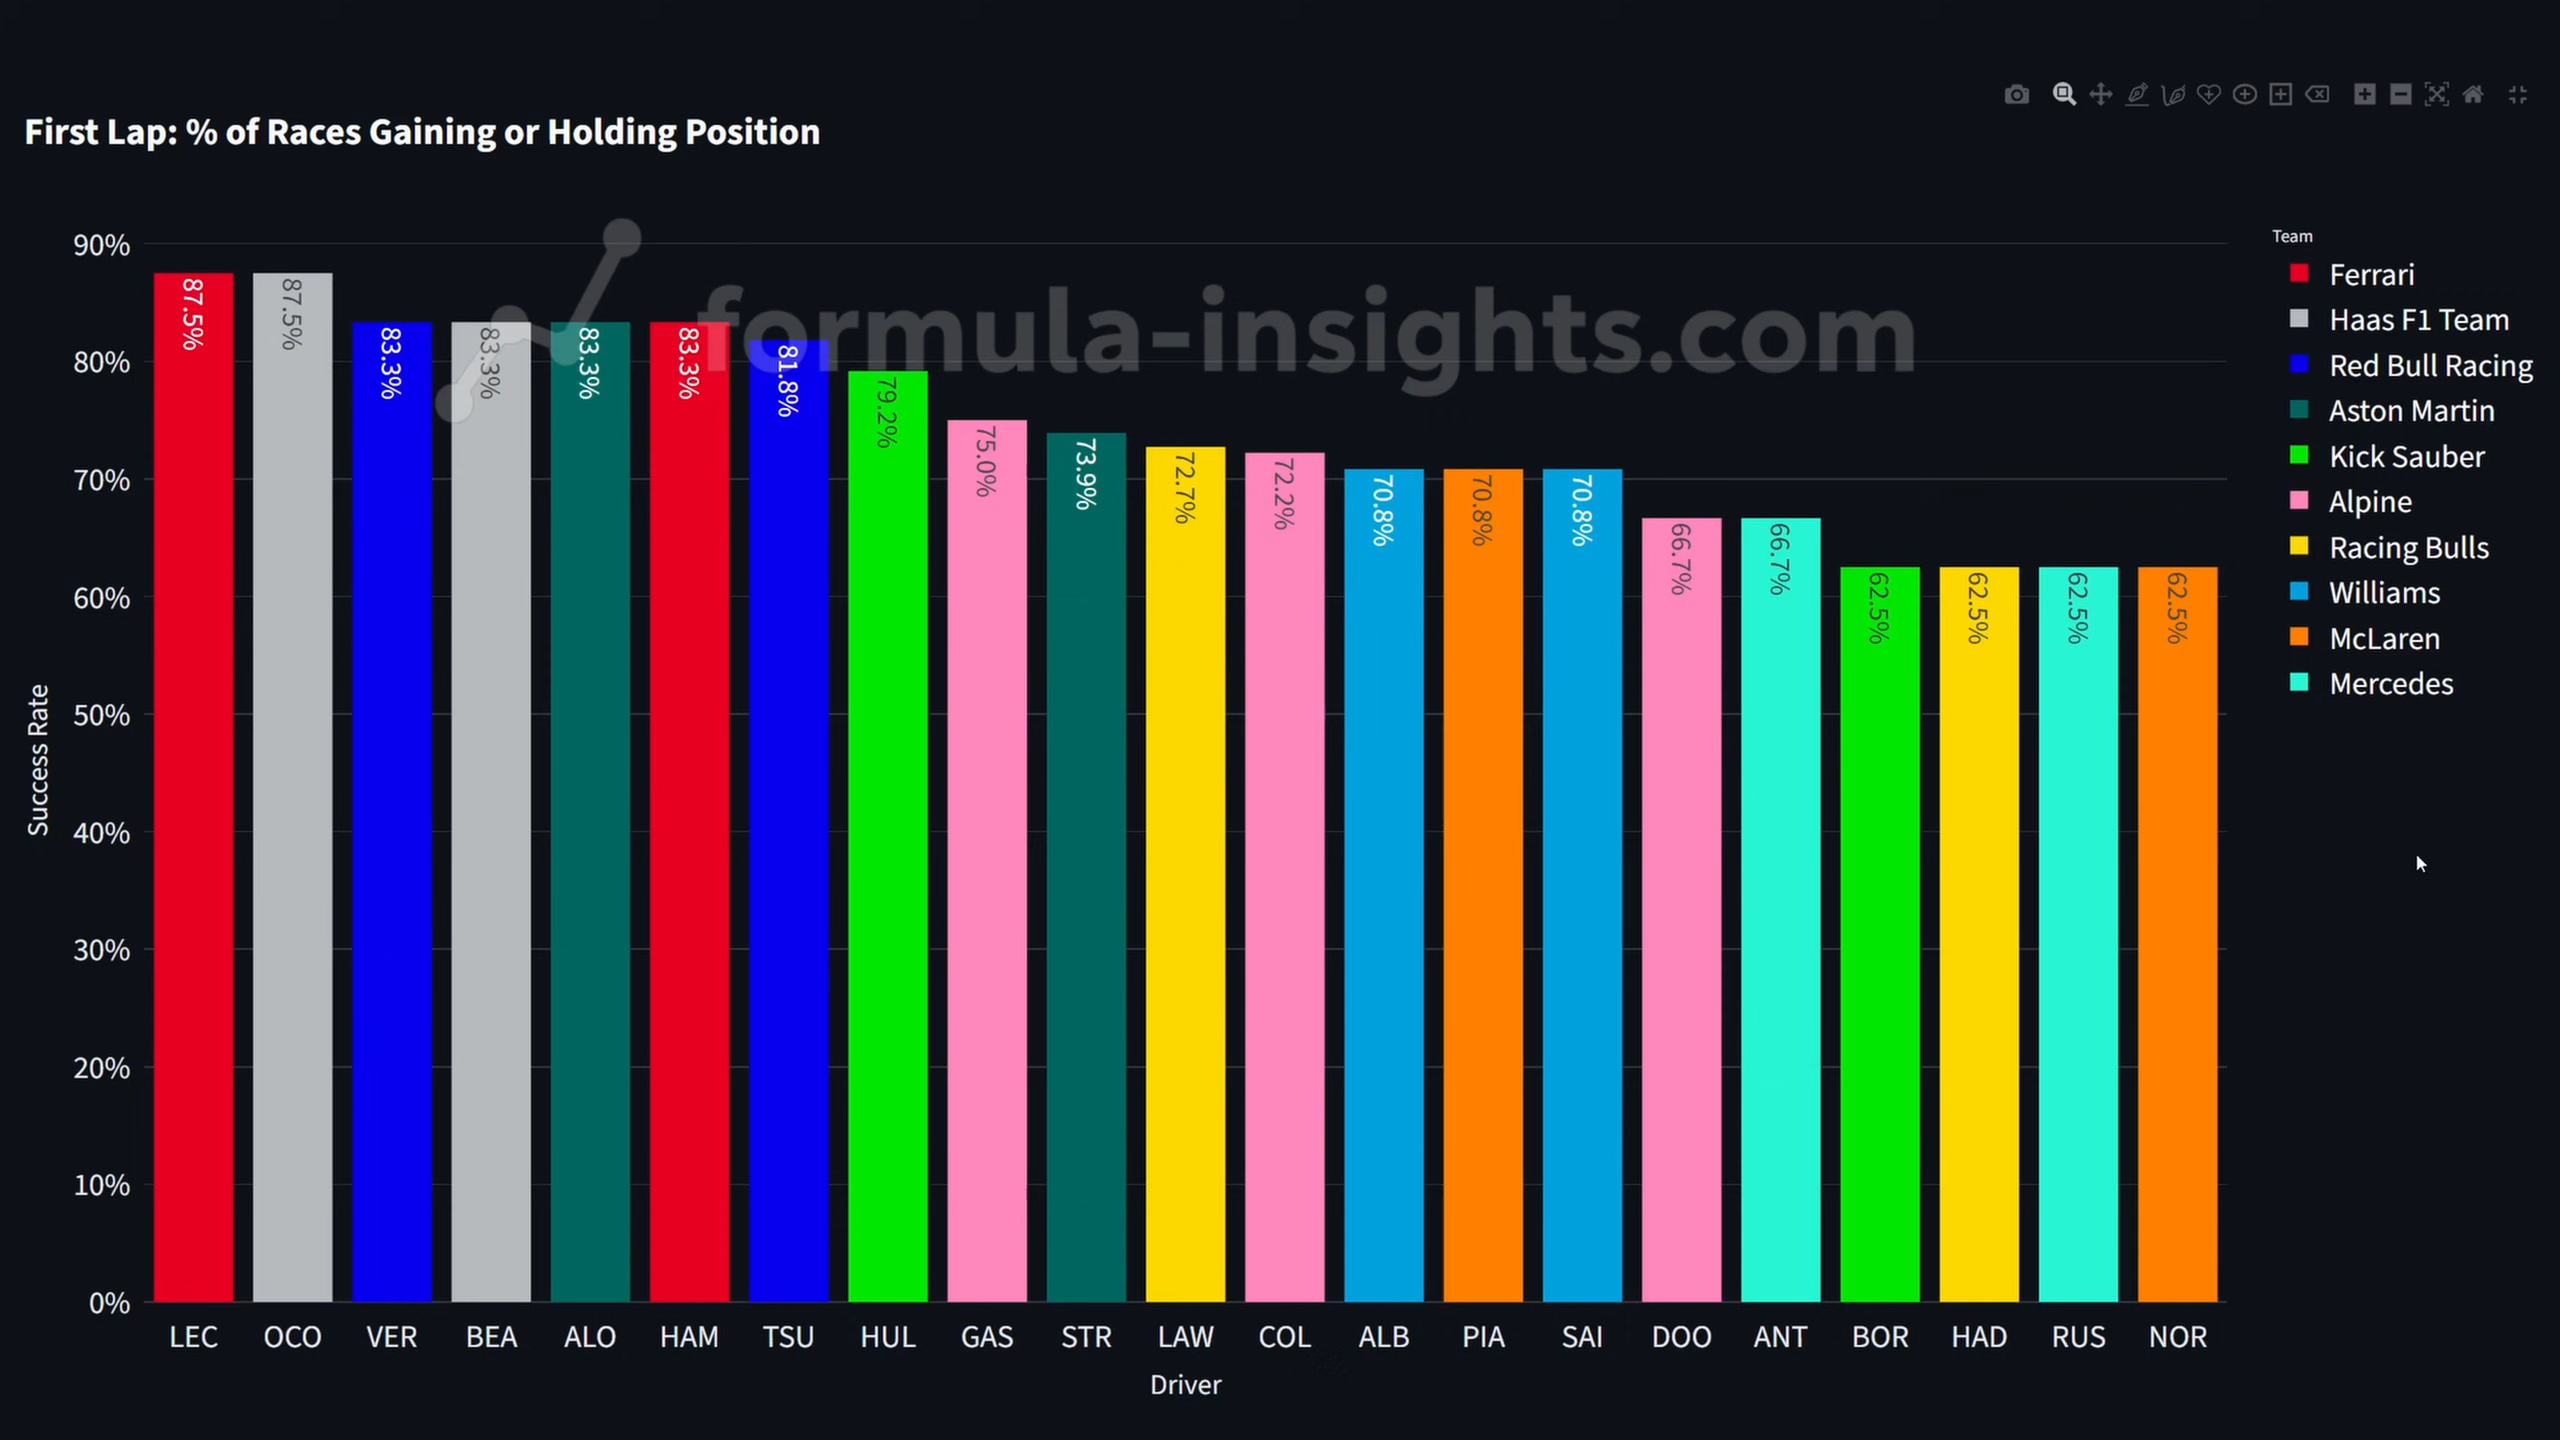 First Lap: % of Races Gaining or Holding Position
formula-insights.com
90%
80%
70%
60%
50%
40%
30%
20%
10%
0%
Success Rate
87.5%
87.5%
83.3%
83.3%
83.3%
83.3%
81.8%
79.2%
75.0%
73.9%
72.7%
72.2%
70.8%
70.8%
70.8%
66.7%
66.7%
62.5%
62.5%
62.5%
62.5%
LEC OCO VER BEA ALO HAM TSU HUL GAS STR LAW COL ALB PIA SAI DOO ANT BOR HAD RUS NOR
Driver
Team
Ferrari
Haas F1 Team
Red Bull Racing
Aston Martin
Kick Sauber
Alpine
Racing Bulls
Williams
McLaren
Mercedes